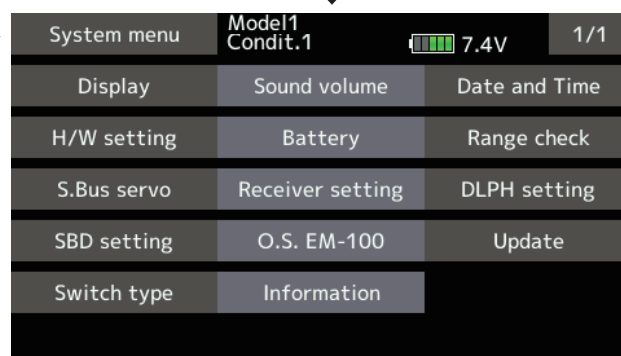 System menu
Model1
Condit.1
7.4V
1/1
Display
Sound volume
Date and Time
H/W setting
Battery
Range check
S.Bus servo
Receiver setting
DLPH setting
SBD setting
O.S. EM-100
Update
Switch type
Information